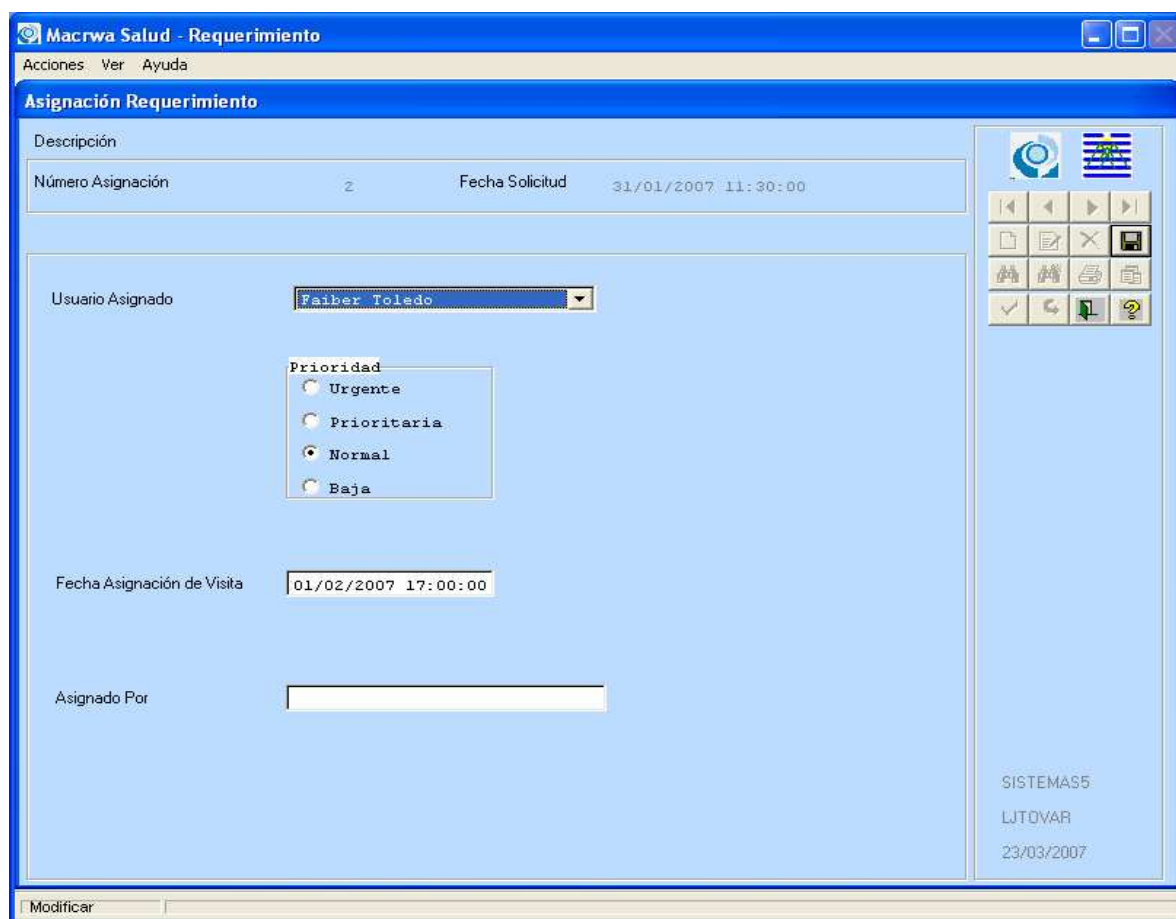 Macrwa Salud - Requerimiento
Acciones Ver Ayuda
Asignación Requerimiento
Descripción
Número Asignación 2 Fecha Solicitud 31/01/2007 11:30:00
Usuario Asignado Faiber Toledo
Prioridad
Urgente
Prioritaria
Normal
Baja
Fecha Asignación de Visita 01/02/2007 17:00:00
Asignado Por
SISTEMAS5
LJTOVAR
23/03/2007
Modificar